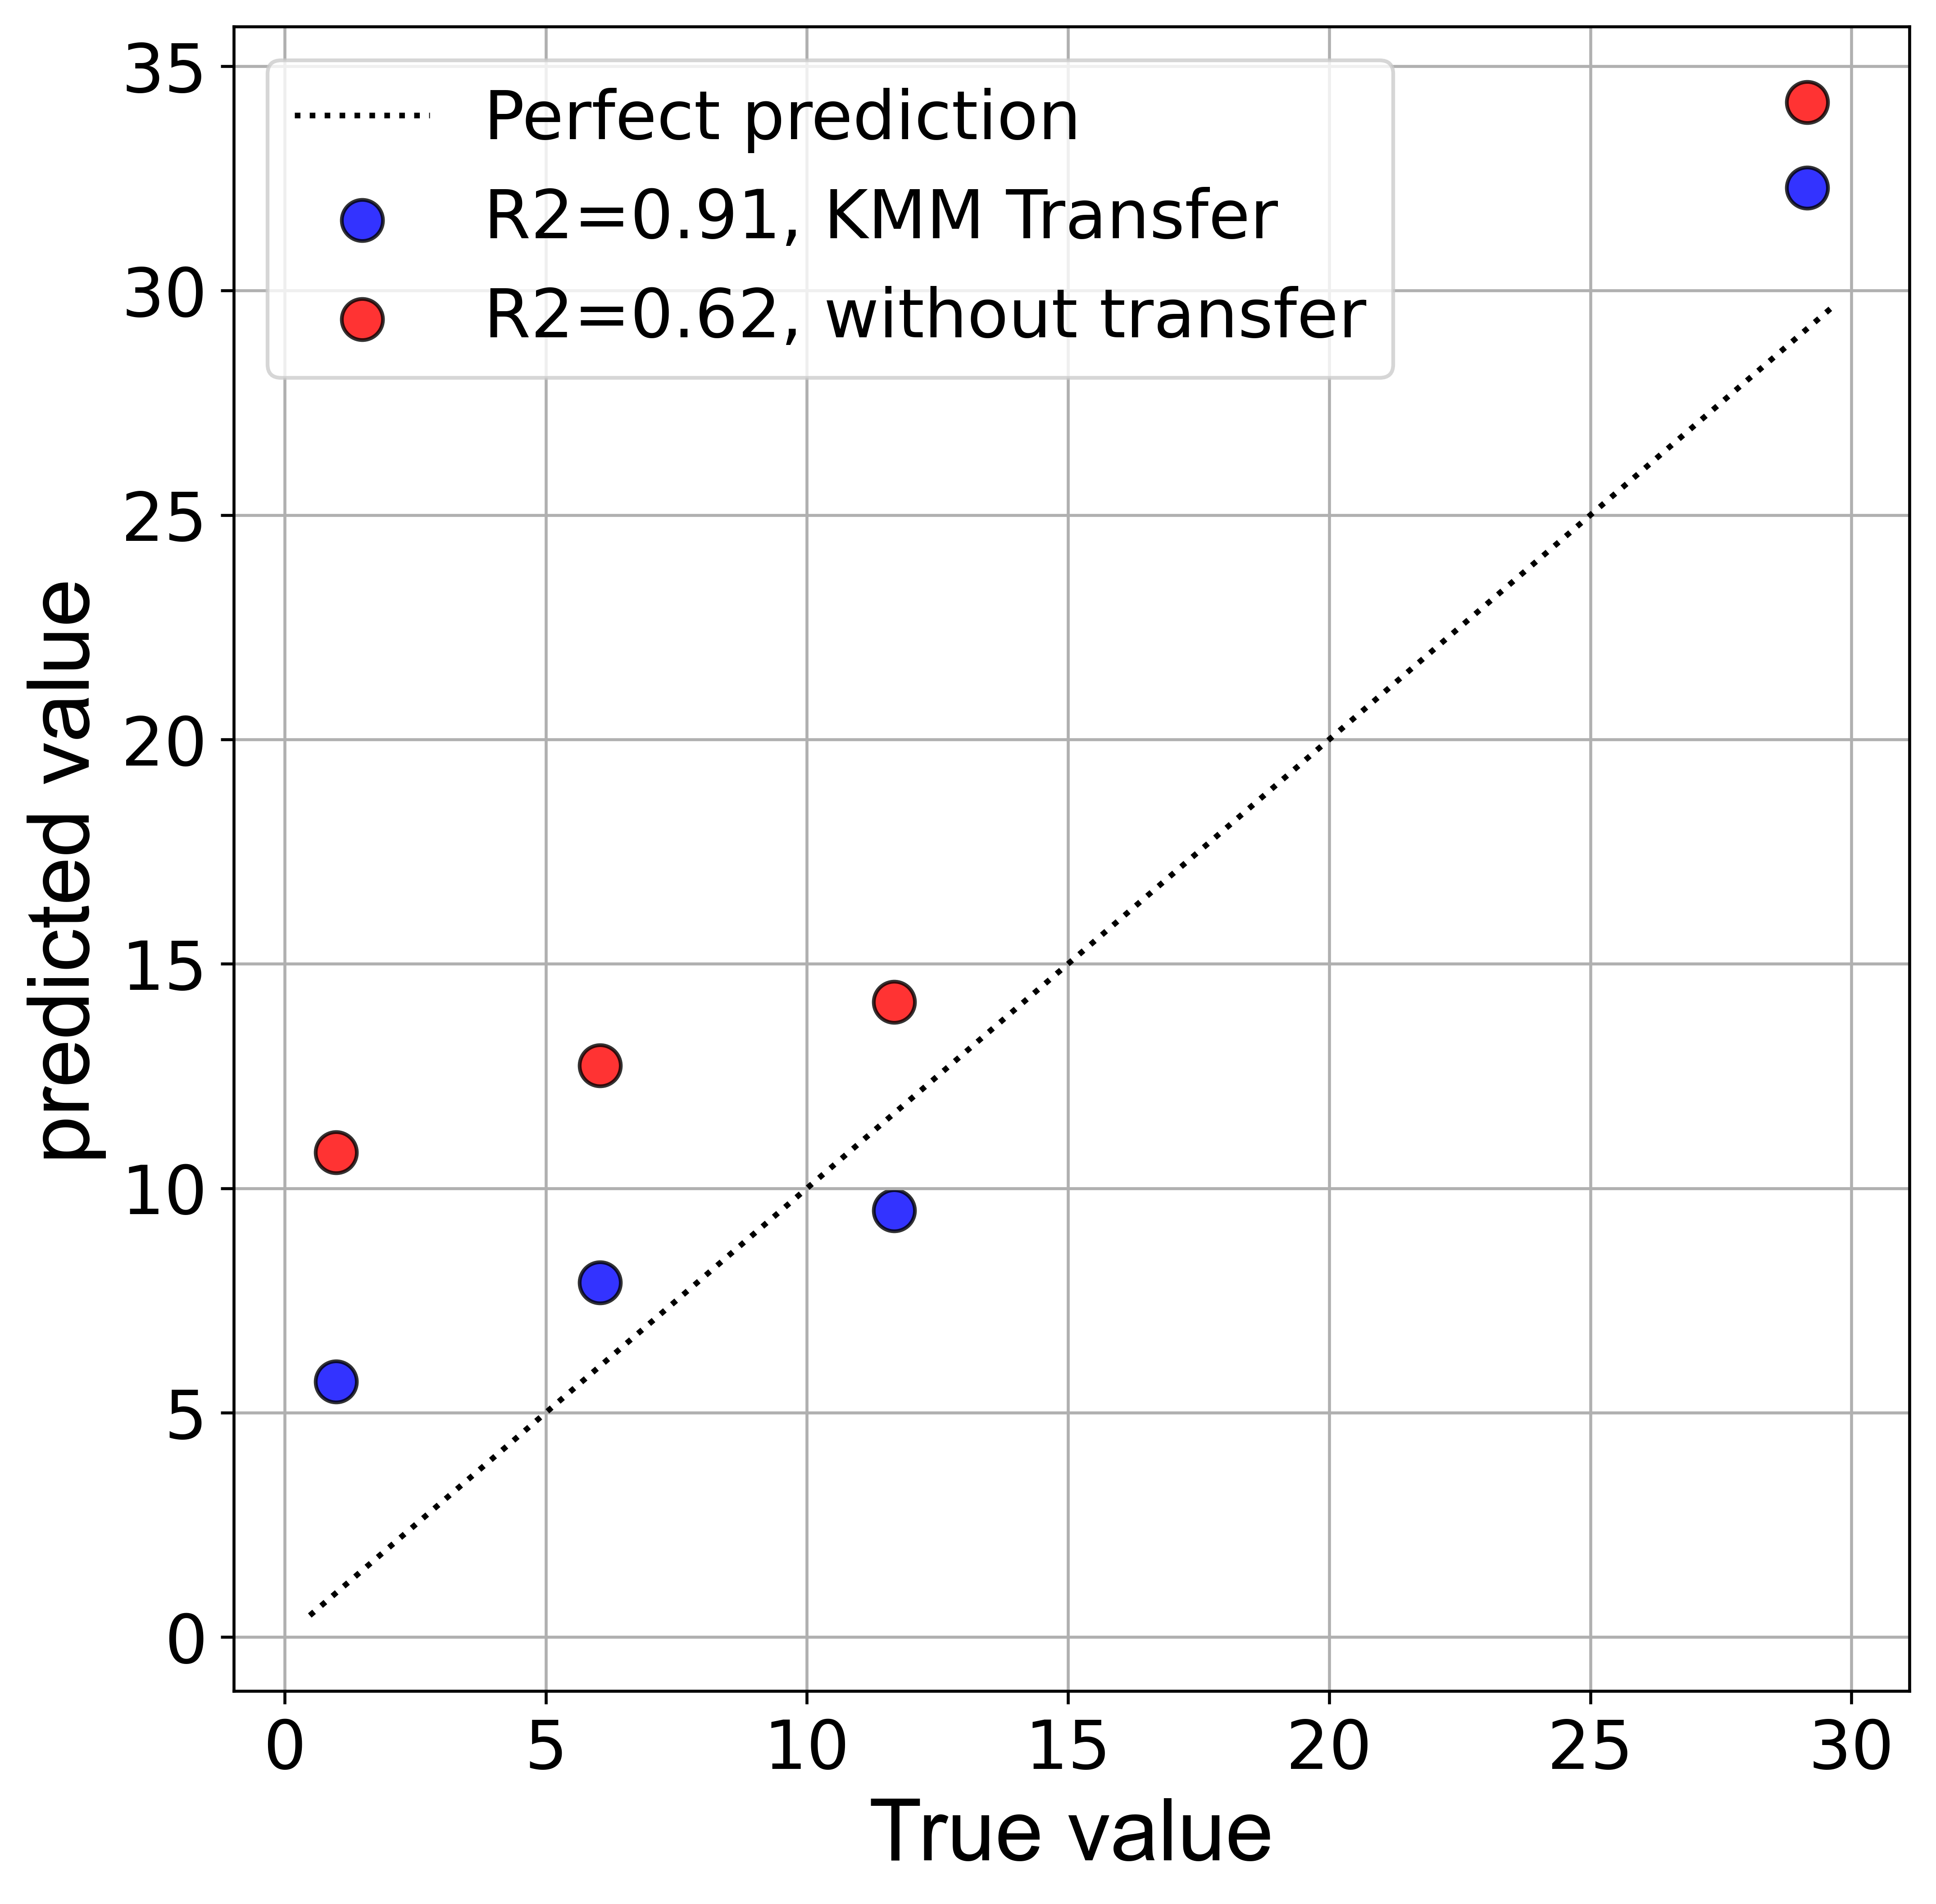 Perfect prediction
R2=0.91, KMM Transfer
R2=0.62, without transfer
35
30
25
20
15
10
5
0
predicted value
0 5 10 15 20 25 30
True value